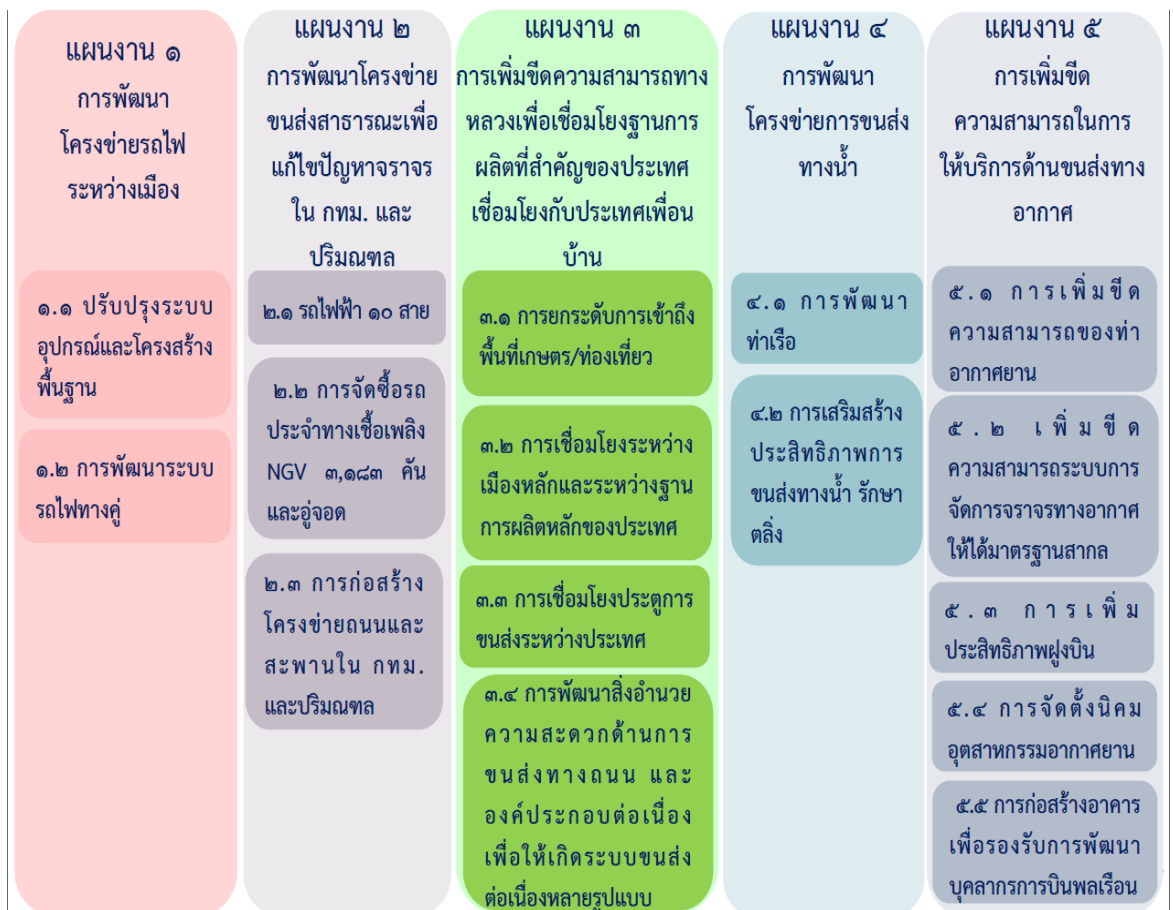 แผนงาน ๑
การพัฒนา
โครงข่ายรถไฟ
ระหว่างเมือง
๑.๑ ปรับปรุงระบบ
อุปกรณ์และโครงสร้าง
พื้นฐาน
๑.๒ การพัฒนาระบบ
รถไฟทางคู่
แผนงาน ๒
การพัฒนาโครงข่าย
ขนส่งสาธารณะเพื่อ
แก้ไขปัญหาจราจร
ใน กทม. และ
ปริมณฑล
๒.๑ รถไฟฟ้า ๑๐ สาย
๒.๒ การจัดซื้อรถ
ประจำทางเชื้อเพลิง
NGV ๓,๑๘๓ คัน
และอู่จอด
๒.๓ การก่อสร้าง
โครงข่ายถนนและ
สะพานใน กทม.
และปริมณฑล
แผนงาน ๓
การเพิ่มขีดความสามารถทาง
หลวงเพื่อเชื่อมโยงฐานการ
ผลิตที่สำคัญของประเทศ
เชื่อมโยงกับประเทศเพื่อน
บ้าน
๓.๑ การยกระดับการเข้าถึง
พื้นที่เกษตร/ท่องเที่ยว
๓.๒ การเชื่อมโยงระหว่าง
เมืองหลักและระหว่างฐาน
การผลิตหลักของประเทศ
๓.๓ การเชื่อมโยงประตูการ
ขนส่งระหว่างประเทศ
๓.๔ การพัฒนาสิ่งอำนวย
ความสะดวกด้านการ
ขนส่งทางถนน และ
องค์ประกอบต่อเนื่อง
เพื่อให้เกิดระบบขนส่ง
ต่อเนื่องหลายรูปแบบ
แผนงาน ๔
การพัฒนา
โครงข่ายการขนส่ง
ทางน้ำ
๔.๑ การพัฒนา
ท่าเรือ
๔.๒ การเสริมสร้าง
ประสิทธิภาพการ
ขนส่งทางน้ำ รักษา
ตลิ่ง
แผนงาน ๕
การเพิ่มขีด
ความสามารถในการ
ให้บริการด้านขนส่งทาง
อากาศ
๕.๑ การเพิ่มขีด
ความสามารถของท่า
อากาศยาน
๕.๒ เพิ่มขีด
ความสามารถระบบการ
จัดการจราจรทางอากาศ
ให้ได้มาตรฐานสากล
๕.๓ การเพิ่ม
ประสิทธิภาพฝูงบิน
๕.๔ การจัดตั้งนิคม
อุตสาหกรรมอากาศยาน
๕.๕ การก่อสร้างอาคาร
เพื่อรองรับการพัฒนา
บุคลากรการบินพลเรือน